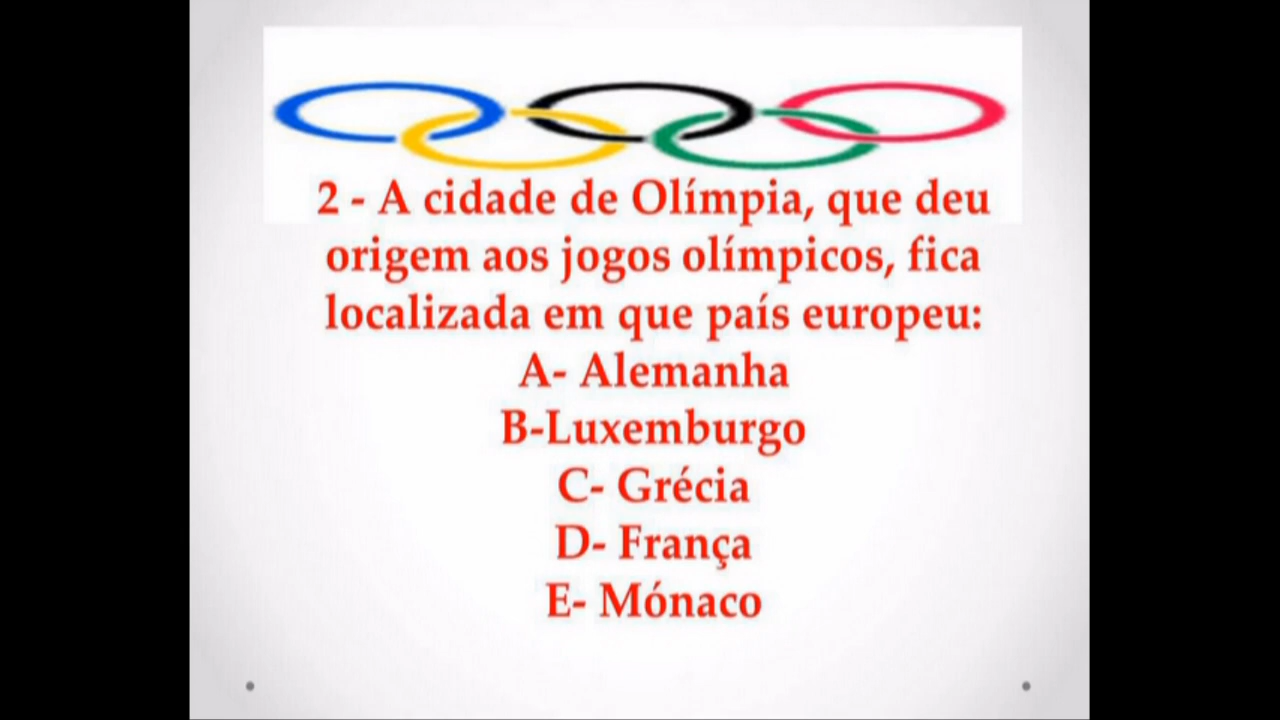 2 - A cidade de Olímpia, que deu
origem aos jogos olímpicos, fica
localizada em que país europeu:
A- Alemanha
B-Luxemburgo
C- Grécia
D- França
E- Mónaco